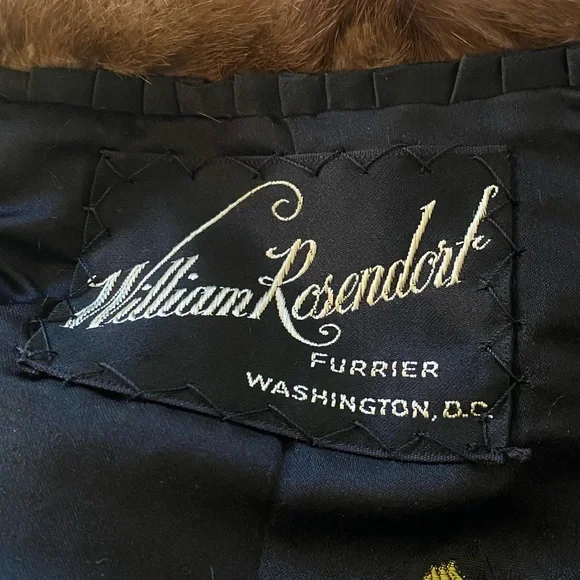 William Rosendorf
FURRIER
WASHINGTON, D.C.